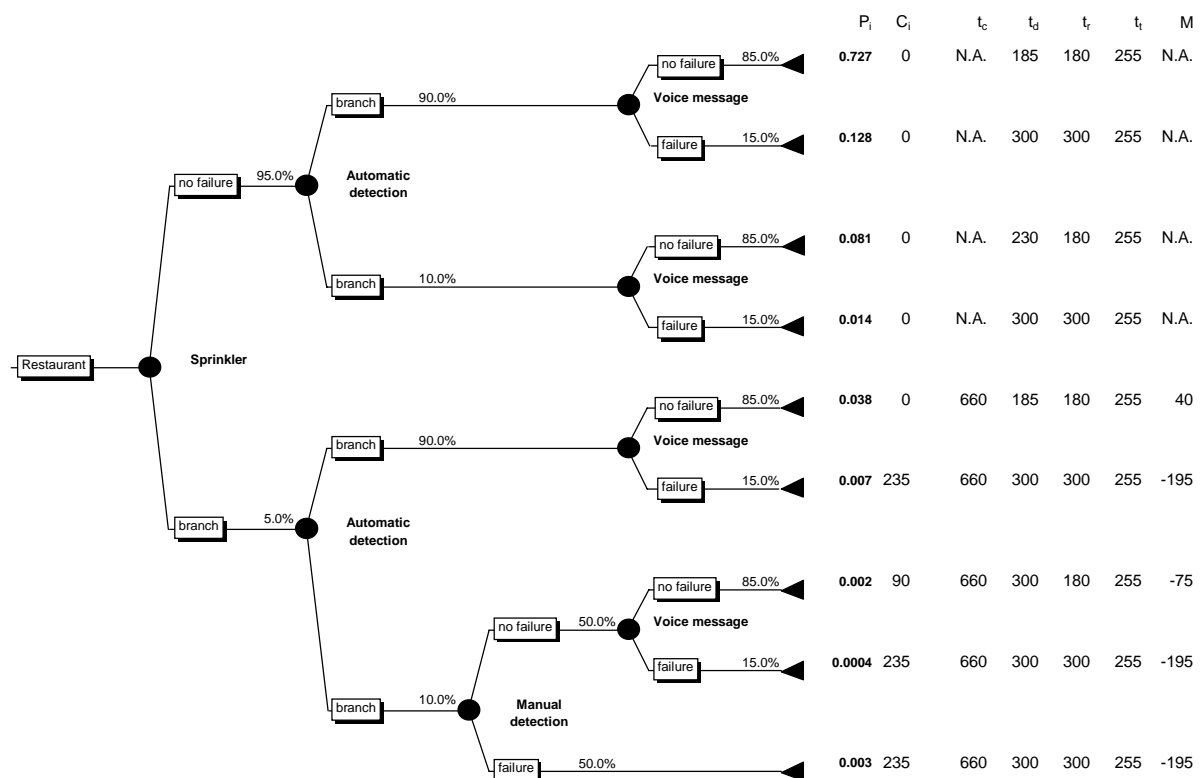 Pi Ci tc td tr tt M
no failure 85.0% 0.727 0 N.A. 185 180 255 N.A.
branch 90.0% Voice message
failure 15.0% 0.128 0 N.A. 300 300 255 N.A.
no failure 95.0% Automatic
detection
no failure 85.0% 0.081 0 N.A. 230 180 255 N.A.
branch 10.0% Voice message
failure 15.0% 0.014 0 N.A. 300 300 255 N.A.
Restaurant Sprinkler
no failure 85.0% 0.038 0 660 185 180 255 40
branch 90.0% Voice message
failure 15.0% 0.007 235 660 300 300 255 -195
branch 5.0% Automatic
detection
no failure 85.0% 0.002 90 660 300 180 255 -75
no failure 50.0% Voice message
failure 15.0% 0.0004 235 660 300 300 255 -195
branch 10.0% Manual
detection
failure 50.0% 0.003 235 660 300 300 255 -195